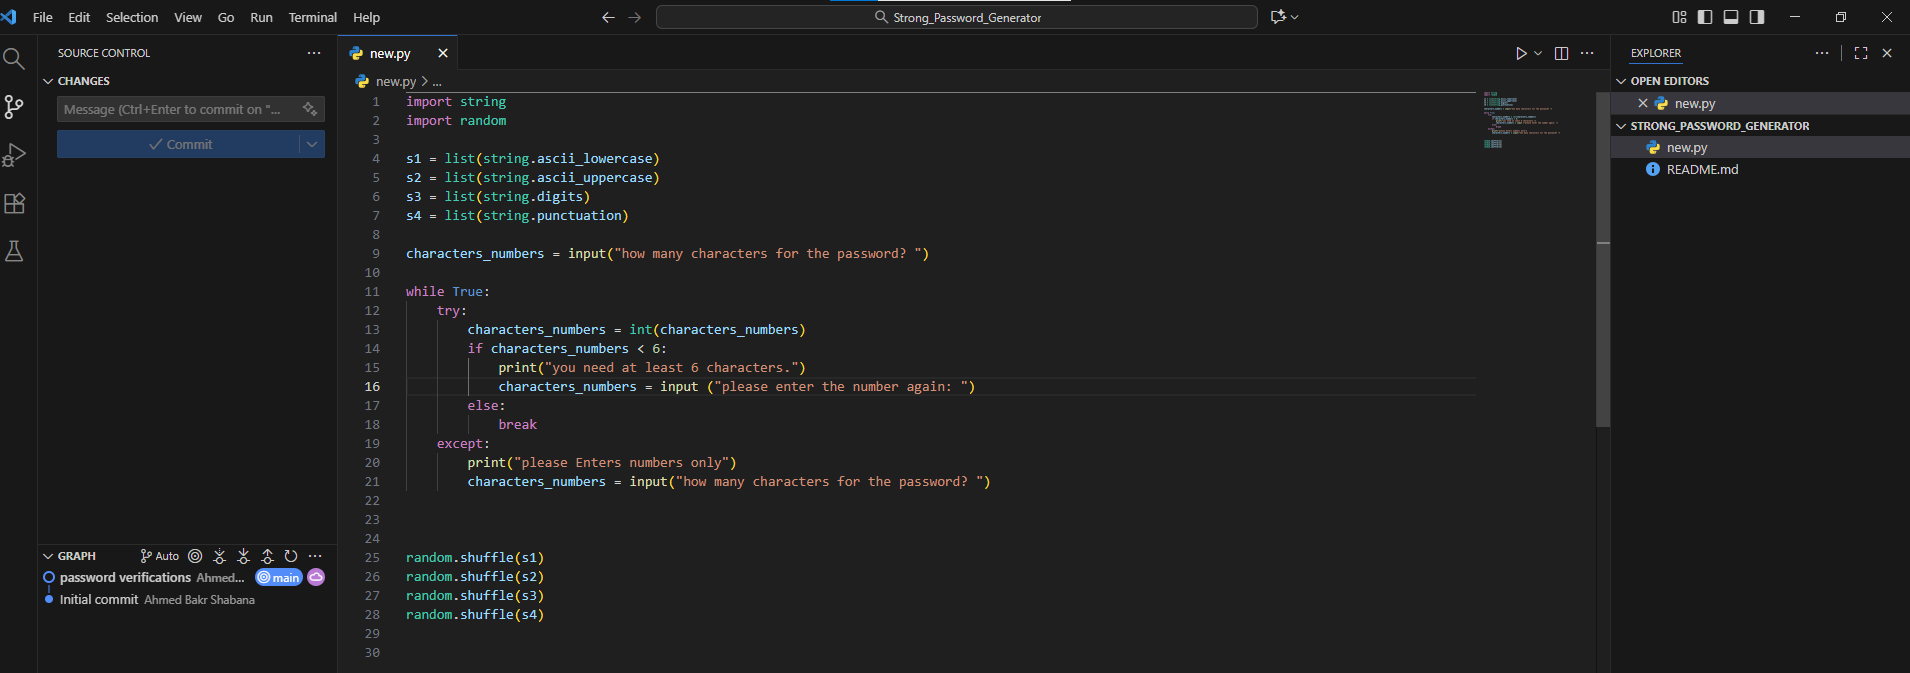 File Edit Selection View Go Run Terminal Help
Strong_Password_Generator
SOURCE CONTROL
CHANGES
Message (Ctrl+Enter to commit on "...
Commit
GRAPH
Auto
password verifications Ahmed... main
Initial commit Ahmed Bakr Shabana
new.py
new.py > ...
1 import string
2 import random
3
4 s1 = list(string.ascii_lowercase)
5 s2 = list(string.ascii_uppercase)
6 s3 = list(string.digits)
7 s4 = list(string.punctuation)
8
9 characters_numbers = input("how many characters for the password? ")
10
11 while True:
12     try:
13         characters_numbers = int(characters_numbers)
14         if characters_numbers < 6:
15             print("you need at least 6 characters.")
16             characters_numbers = input ("please enter the number again: ")
17         else:
18             break
19     except:
20         print("please Enters numbers only")
21         characters_numbers = input("how many characters for the password? ")
22
23
24
25 random.shuffle(s1)
26 random.shuffle(s2)
27 random.shuffle(s3)
28 random.shuffle(s4)
29
30
EXPLORER
OPEN EDITORS
new.py
STRONG_PASSWORD_GENERATOR
new.py
README.md